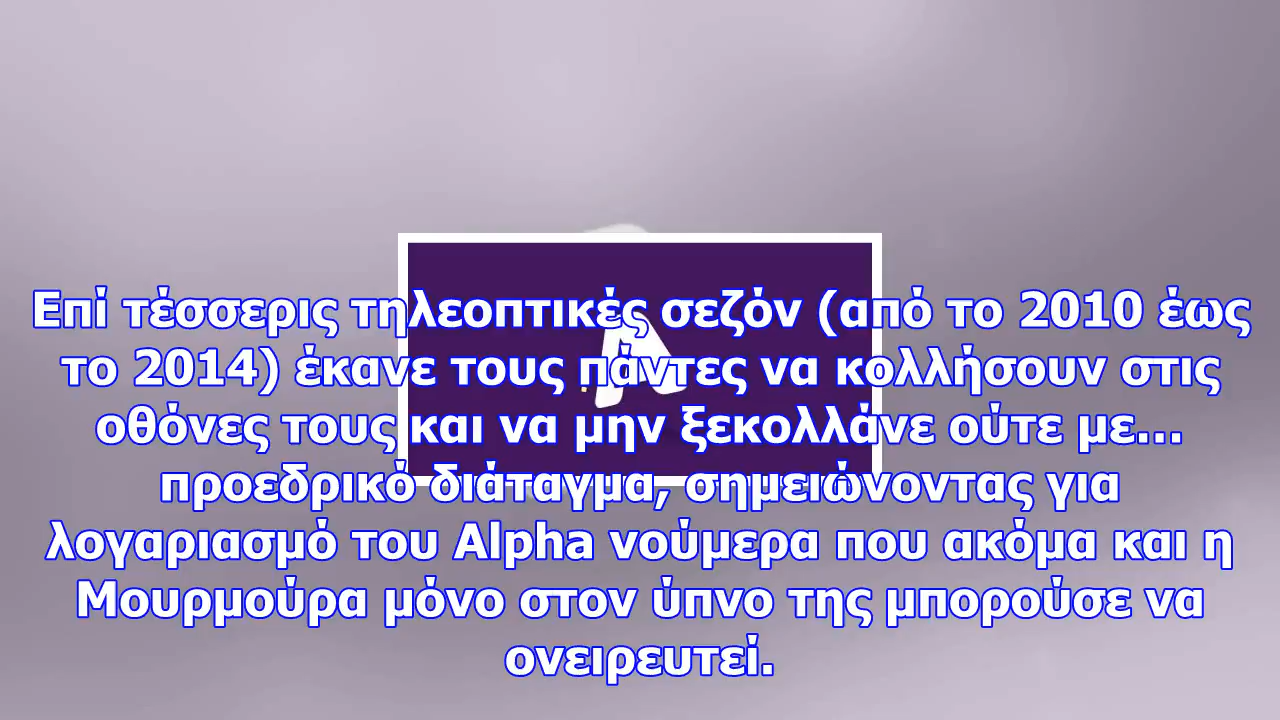 Επί τέσσερις τηλεοπτικές σεζόν (από το 2010 έως
το 2014) έκανε τους πάντες να κολλήσουν στις
οθόνες τους και να μην ξεκολλάνε ούτε με...
προεδρικό διάταγμα, σημειώνοντας για
λογαριασμό του Alpha νούμερα που ακόμα και η
Μουρμούρα μόνο στον ύπνο της μπορούσε να
ονειρευτεί.